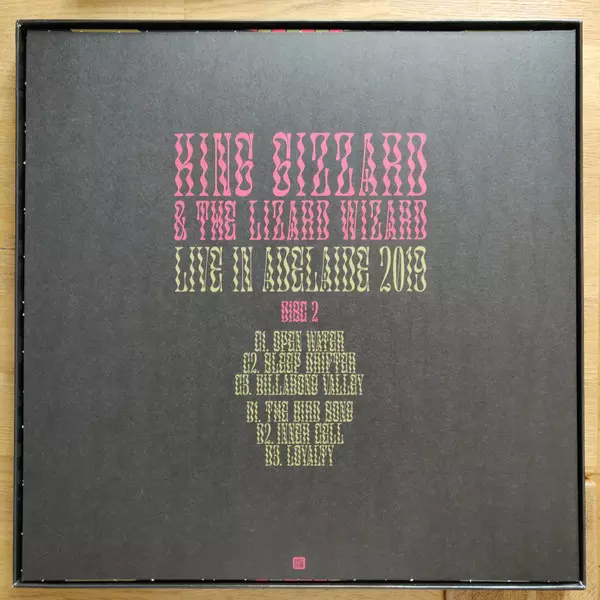 KING GIZZARD
& THE LIZARD WIZARD
LIVE IN ADELAIDE 2019
DISC 2
C1. OPEN WATER
C2. SLEEP DRIFTER
C3. BILLABONG VALLEY
D1. THE BIRD SONG
D2. INNER CELL
D3. LOYALTY